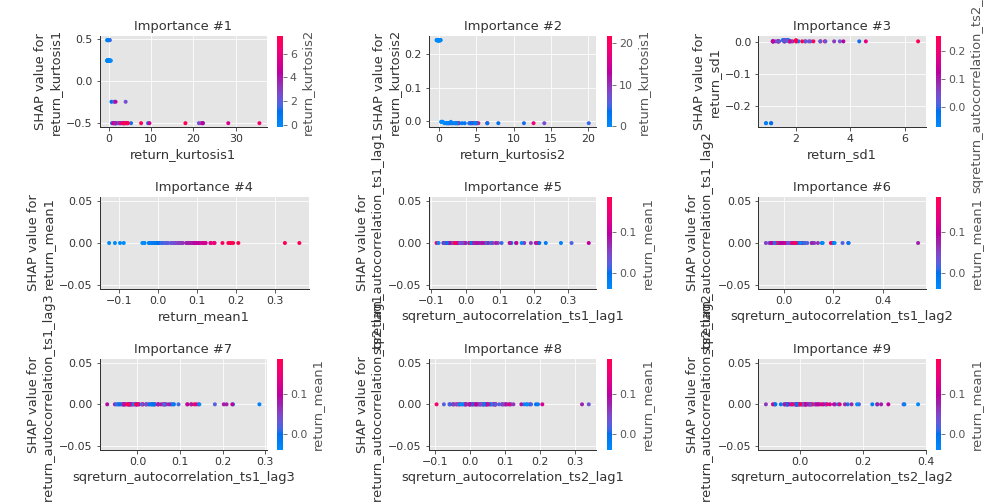 Importance #1
SHAP value for
return_kurtosis1
0.5
0.0
−0.5
0
10
20
30
return_kurtosis1
6
4
2
0
return_kurtosis2
Importance #2
SHAP value for
return_kurtosis2
0.2
0.1
0.0
0
5
10
15
20
return_kurtosis2
20
10
0
return_kurtosis1
Importance #3
SHAP value for
return_sd1
0.0
−0.1
−0.2
2
4
6
return_sd1
0.2
0.1
0.0
Importance #4
SHAP value for
return_mean1
0.05
0.00
−0.05
−0.1
0.0
0.1
0.2
0.3
return_mean1
Importance #5
SHAP value for
sqreturn_autocorrelation_ts1_lag1
0.05
0.00
−0.05
−0.1
0.0
0.1
0.2
0.3
sqreturn_autocorrelation_ts1_lag1
0.1
0.0
return_mean1
Importance #6
SHAP value for
sqreturn_autocorrelation_ts1_lag2
0.05
0.00
−0.05
0.0
0.2
0.4
sqreturn_autocorrelation_ts1_lag2
0.1
0.0
return_mean1
Importance #7
SHAP value for
sqreturn_autocorrelation_ts1_lag3
0.05
0.00
−0.05
0.0
0.1
0.2
0.3
sqreturn_autocorrelation_ts1_lag3
0.1
0.0
return_mean1
Importance #8
SHAP value for
sqreturn_autocorrelation_ts2_lag1
0.05
0.00
−0.05
−0.1
0.0
0.1
0.2
0.3
sqreturn_autocorrelation_ts2_lag1
0.1
0.0
return_mean1
Importance #9
SHAP value for
sqreturn_autocorrelation_ts2_lag2
0.05
0.00
−0.05
0.0
0.2
0.4
sqreturn_autocorrelation_ts2_lag2
0.1
0.0
return_mean1